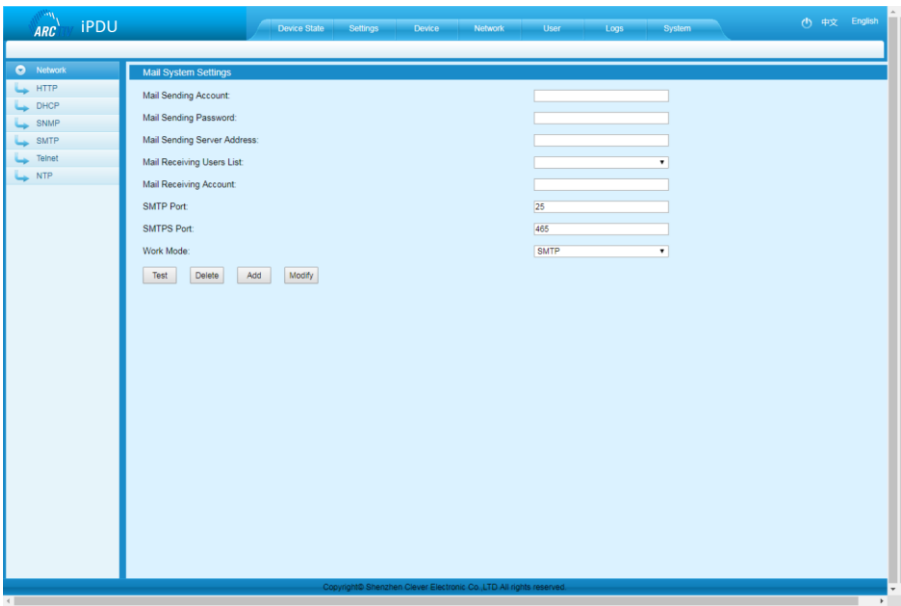 ARC iPDU
Device State Settings Device Network User Logs System
中文 English
Network
HTTP
DHCP
SNMP
SMTP
Telnet
NTP
Mail System Settings
Mail Sending Account:
Mail Sending Password:
Mail Sending Server Address:
Mail Receiving Users List:
Mail Receiving Account:
SMTP Port: 25
SMTPS Port: 465
Work Mode: SMTP
Test Delete Add Modify
Copyright© Shenzhen Clever Electronic Co.,LTD All rights reserved.